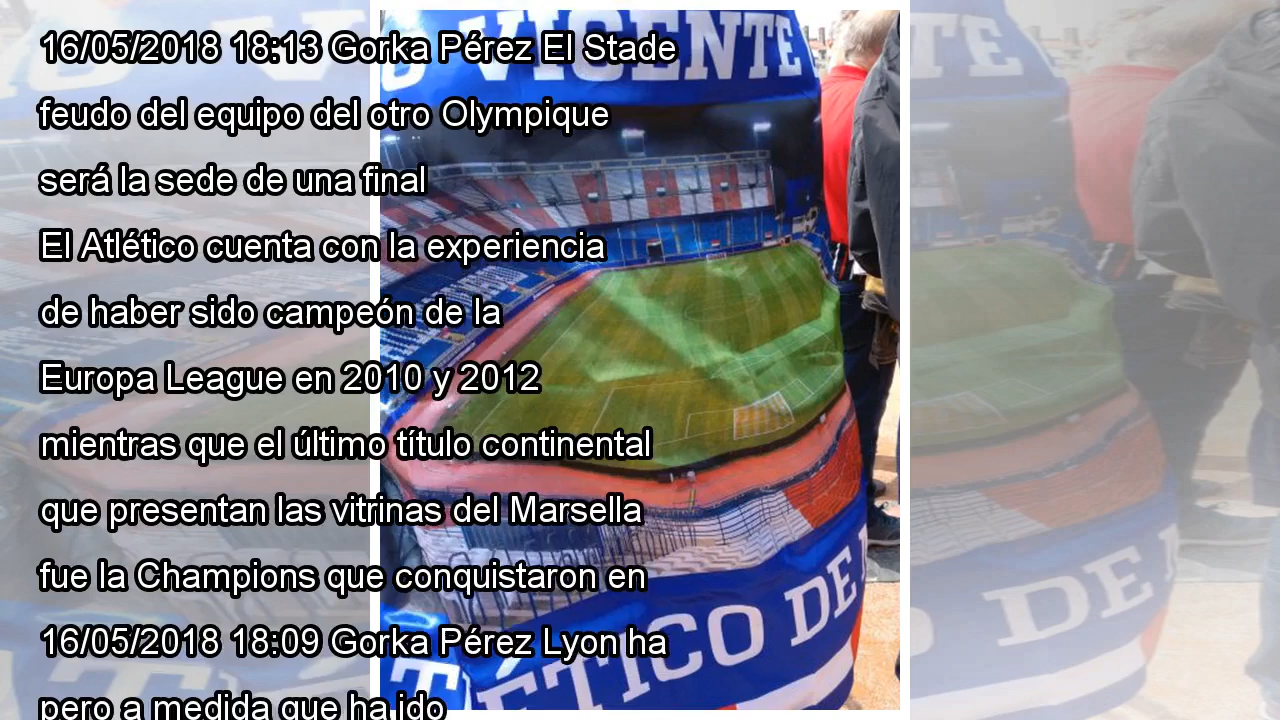 16/05/2018 18:13 Gorka Pérez El Stade
feudo del equipo del otro Olympique
será la sede de una final
El Atlético cuenta con la experiencia
de haber sido campeón de la
Europa League en 2010 y 2012
mientras que el último título continental
que presentan las vitrinas del Marsella
fue la Champions que conquistaron en
16/05/2018 18:09 Gorka Pérez Lyon ha
pero a medida que ha ido
VICENTE
ÉTICO DE